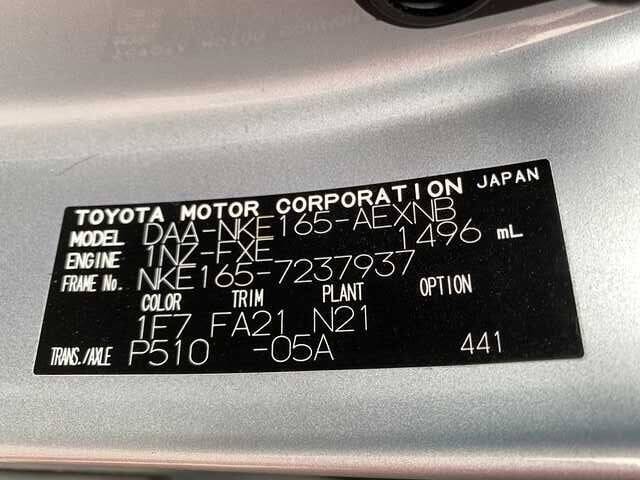 TOYOTA MOTOR CORPORATION JAPAN
MODEL DAA-NKE165-AEXNB
ENGINE 1NZ-FXE 1496 mL
FRAME No. NKE165-7237937
COLOR TRIM PLANT OPTION
1F7 FA21 N21
TRANS./AXLE P510 -05A 441